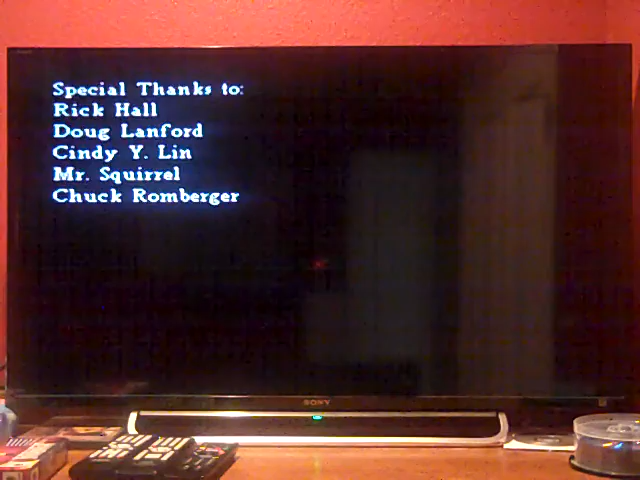 Special Thanks to:
Rick Hall
Doug Lanford
Cindy Y. Lin
Mr. Squirrel
Chuck Romberger
SONY